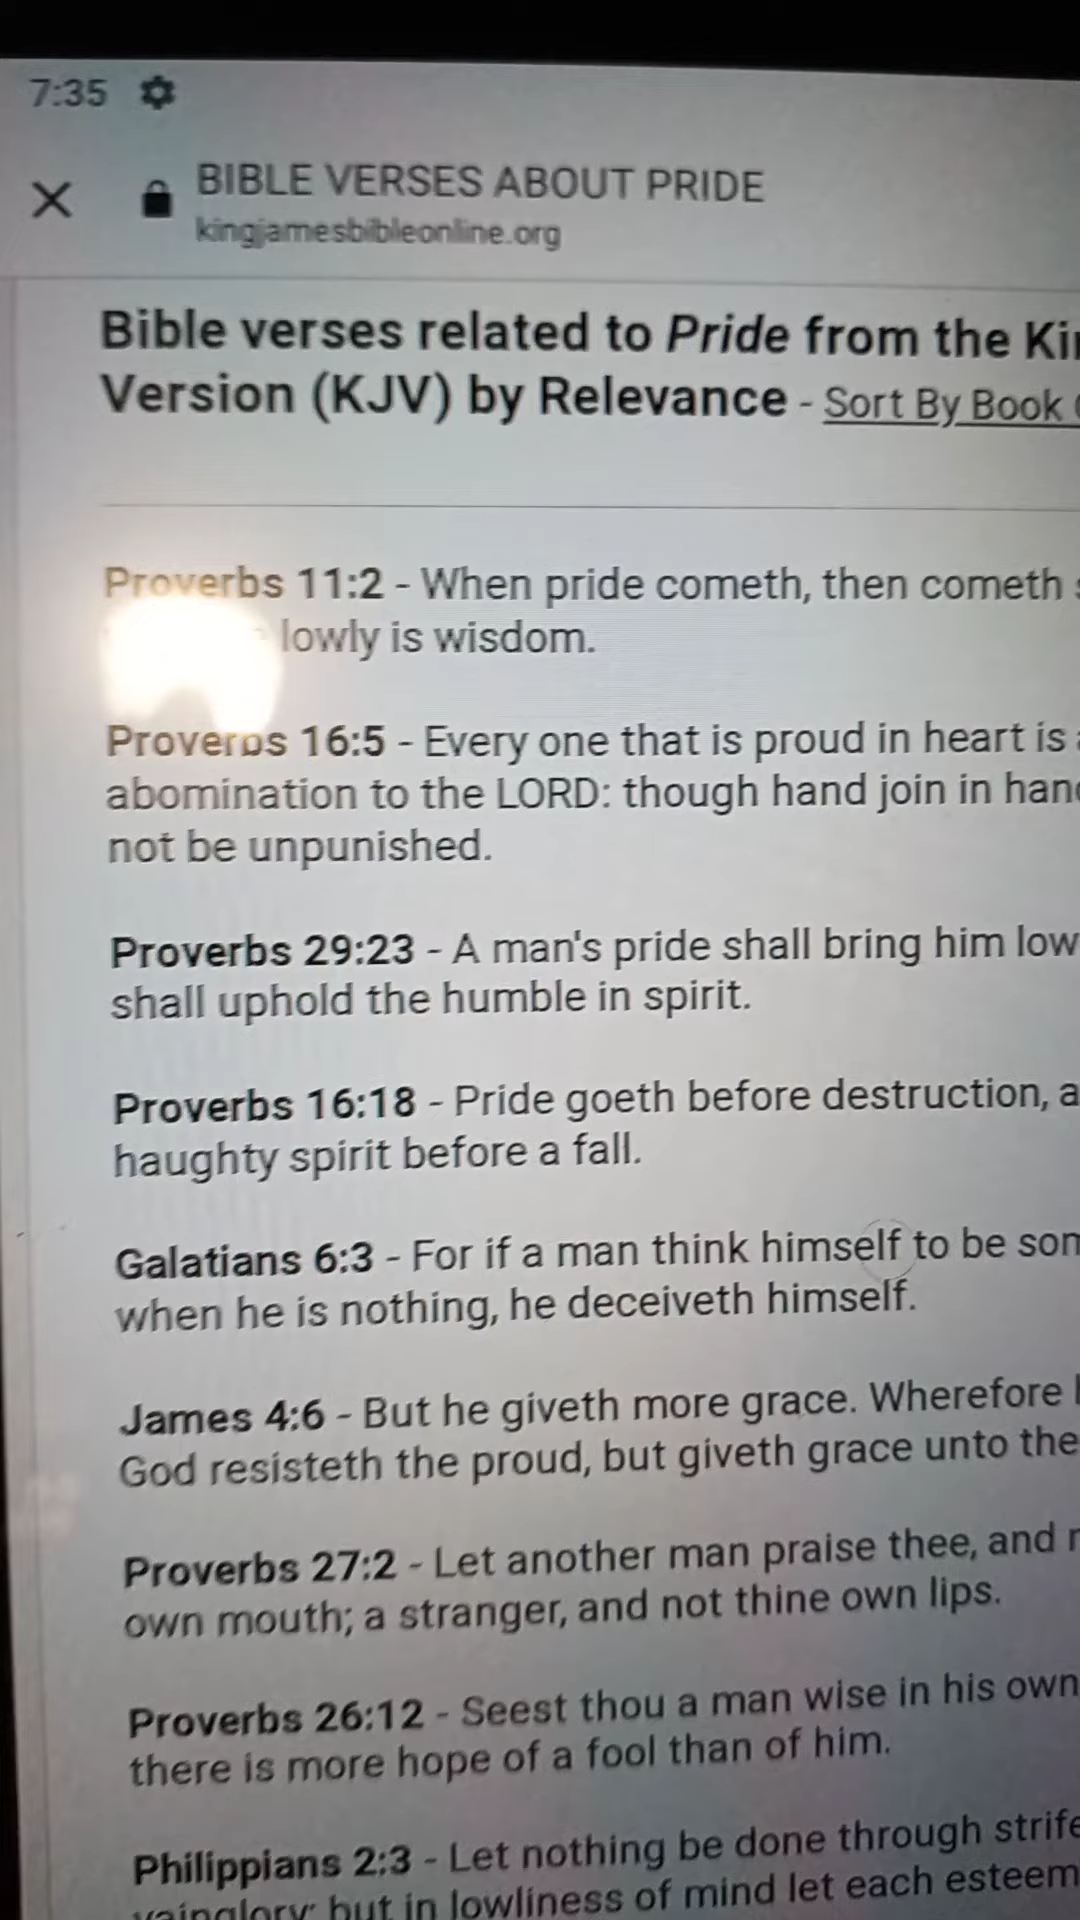 7:35
BIBLE VERSES ABOUT PRIDE
kingjamesbibleonline.org
Bible verses related to Pride from the
Version (KJV) by Relevance - Sort By Book
Proverbs 11:2 - When pride cometh, then cometh
lowly is wisdom.
Proverbs 16:5 - Every one that is proud in heart is
abomination to the LORD: though hand join in
not be unpunished.
Proverbs 29:23 - A man's pride shall bring him low
shall uphold the humble in spirit.
Proverbs 16:18 - Pride goeth before destruction,
haughty spirit before a fall.
Galatians 6:3 - For if a man think himself to be
when he is nothing, he deceiveth himself.
James 4:6 - But he giveth more grace. Wherefore
God resisteth the proud, but giveth grace unto the
Proverbs 27:2 - Let another man praise thee, and
own mouth; a stranger, and not thine own lips.
Proverbs 26:12 - Seest thou a man wise in his own
there is more hope of a fool than of him.
Philippians 2:3 - Let nothing be done through strife
vainglory; but in lowliness of mind let each esteem